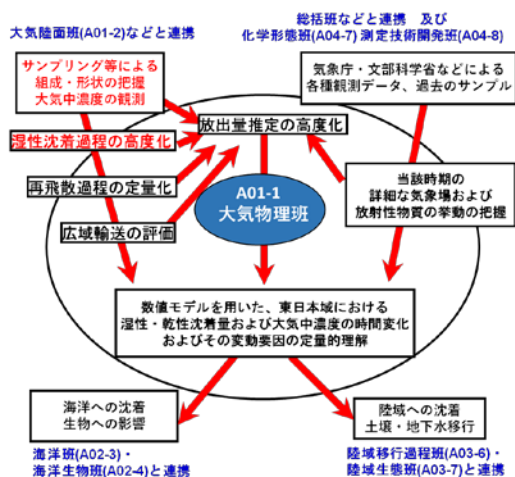 大気陸面班(A01-2)などと連携
総括班などと連携 及び
化学形態班(A04-7) 測定技術開発班(A04-8)
サンプリング等による
組成・形状の把握
大気中濃度の観測
気象庁・文部科学省などによる
各種観測データ、過去のサンプル
放出量推定の高度化
湿性沈着過程の高度化
再飛散過程の定量化
広域輸送の評価
A01-1
大気物理班
当該時期の
詳細な気象場および
放射性物質の挙動の把握
数値モデルを用いた、東日本域における
湿性・乾性沈着量および大気中濃度の時間変化
およびその変動要因の定量的理解
海洋への沈着
生物への影響
陸域への沈着
土壌・地下水移行
海洋班(A02-3)・
海洋生物班(A02-4)と連携
陸域移行過程班(A03-6)・
陸域生態班(A03-7)と連携